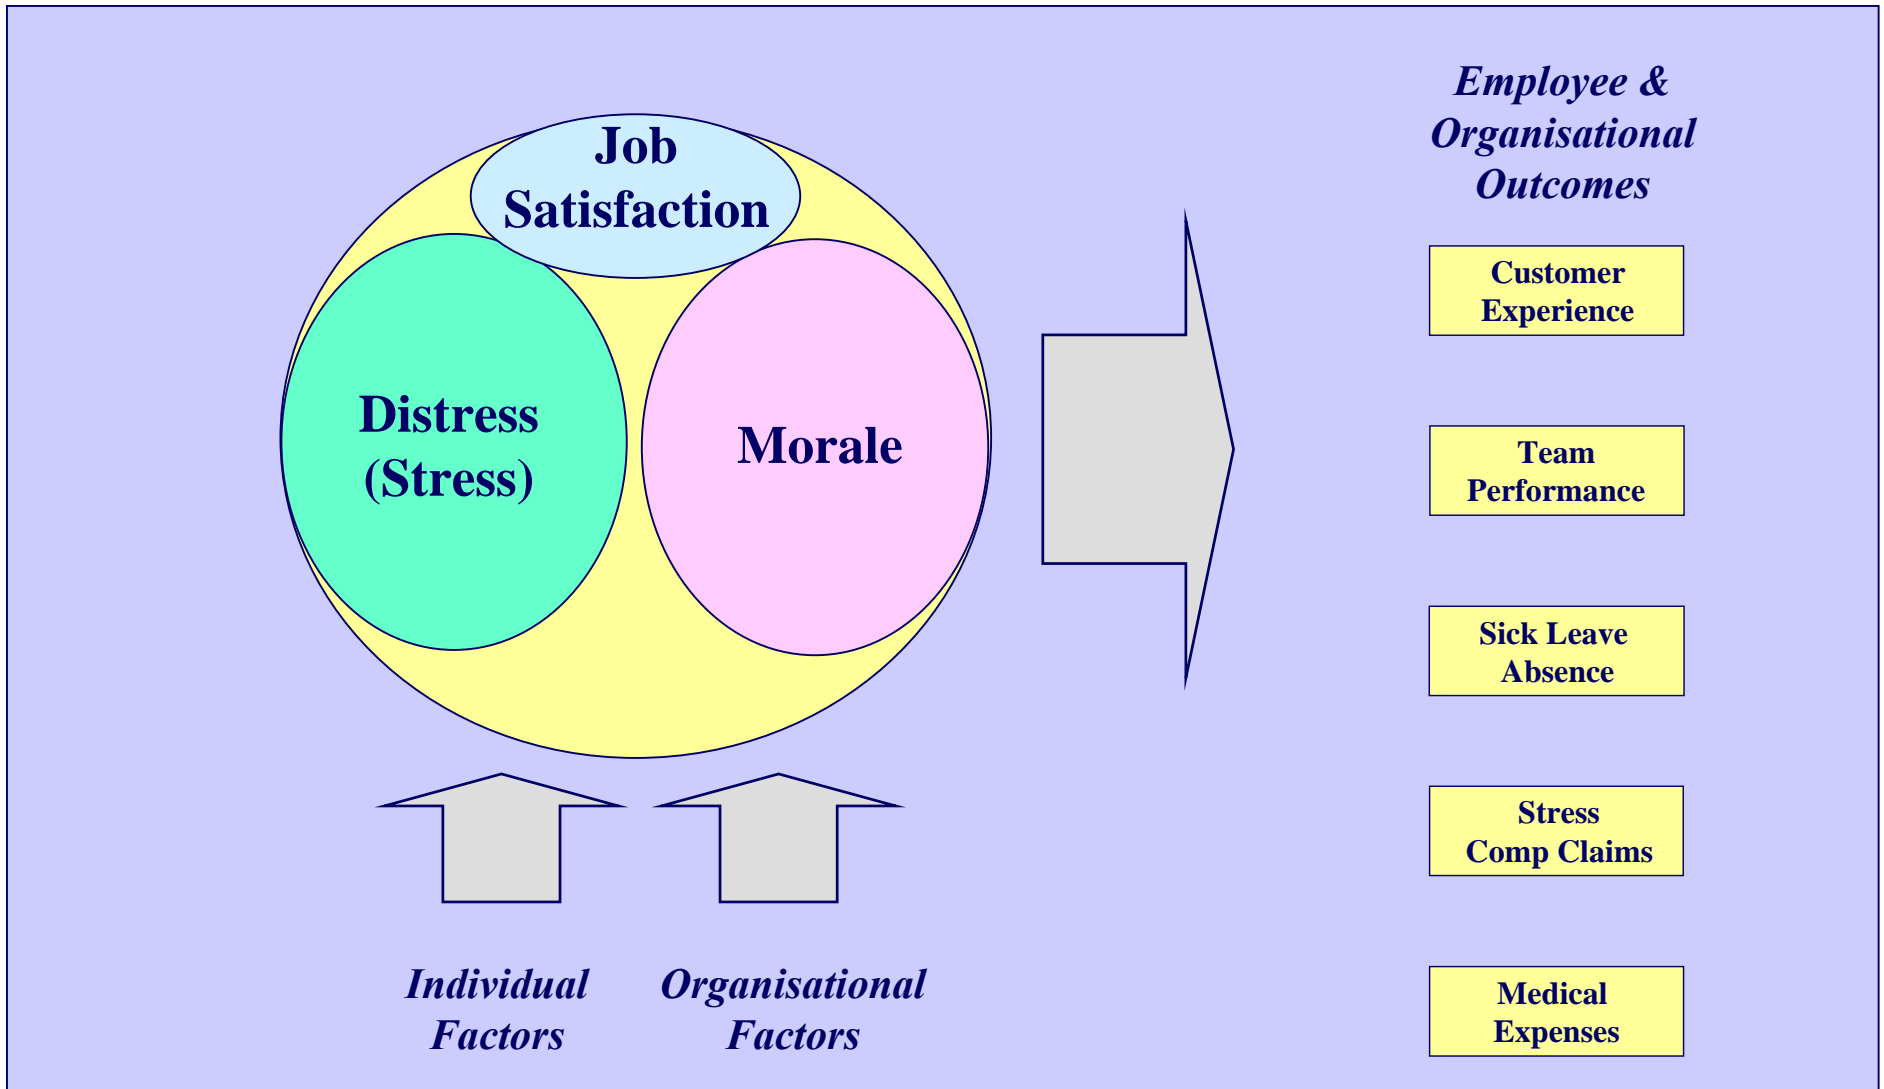 Job
Satisfaction
Distress
(Stress)
Morale
Individual
Factors
Organisational
Factors
Employee &
Organisational
Outcomes
Customer
Experience
Team
Performance
Sick Leave
Absence
Stress
Comp Claims
Medical
Expenses